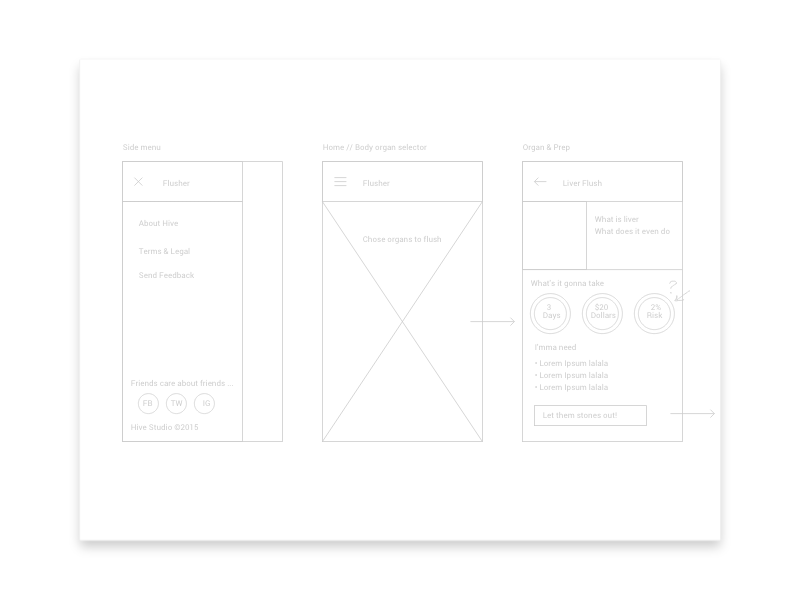 Side menu
Flusher
About Hive
Terms & Legal
Send Feedback
Friends care about friends ...
FB
TW
IG
Hive Studio ©2015
Home // Body organ selector
Flusher
Chose organs to flush
Organ & Prep
Liver Flush
What is liver
What does it even do
What's it gonna take
?
3
Days
$20
Dollars
2%
Risk
I'mma need
• Lorem Ipsum lalala
• Lorem Ipsum lalala
• Lorem Ipsum lalala
Let them stones out!